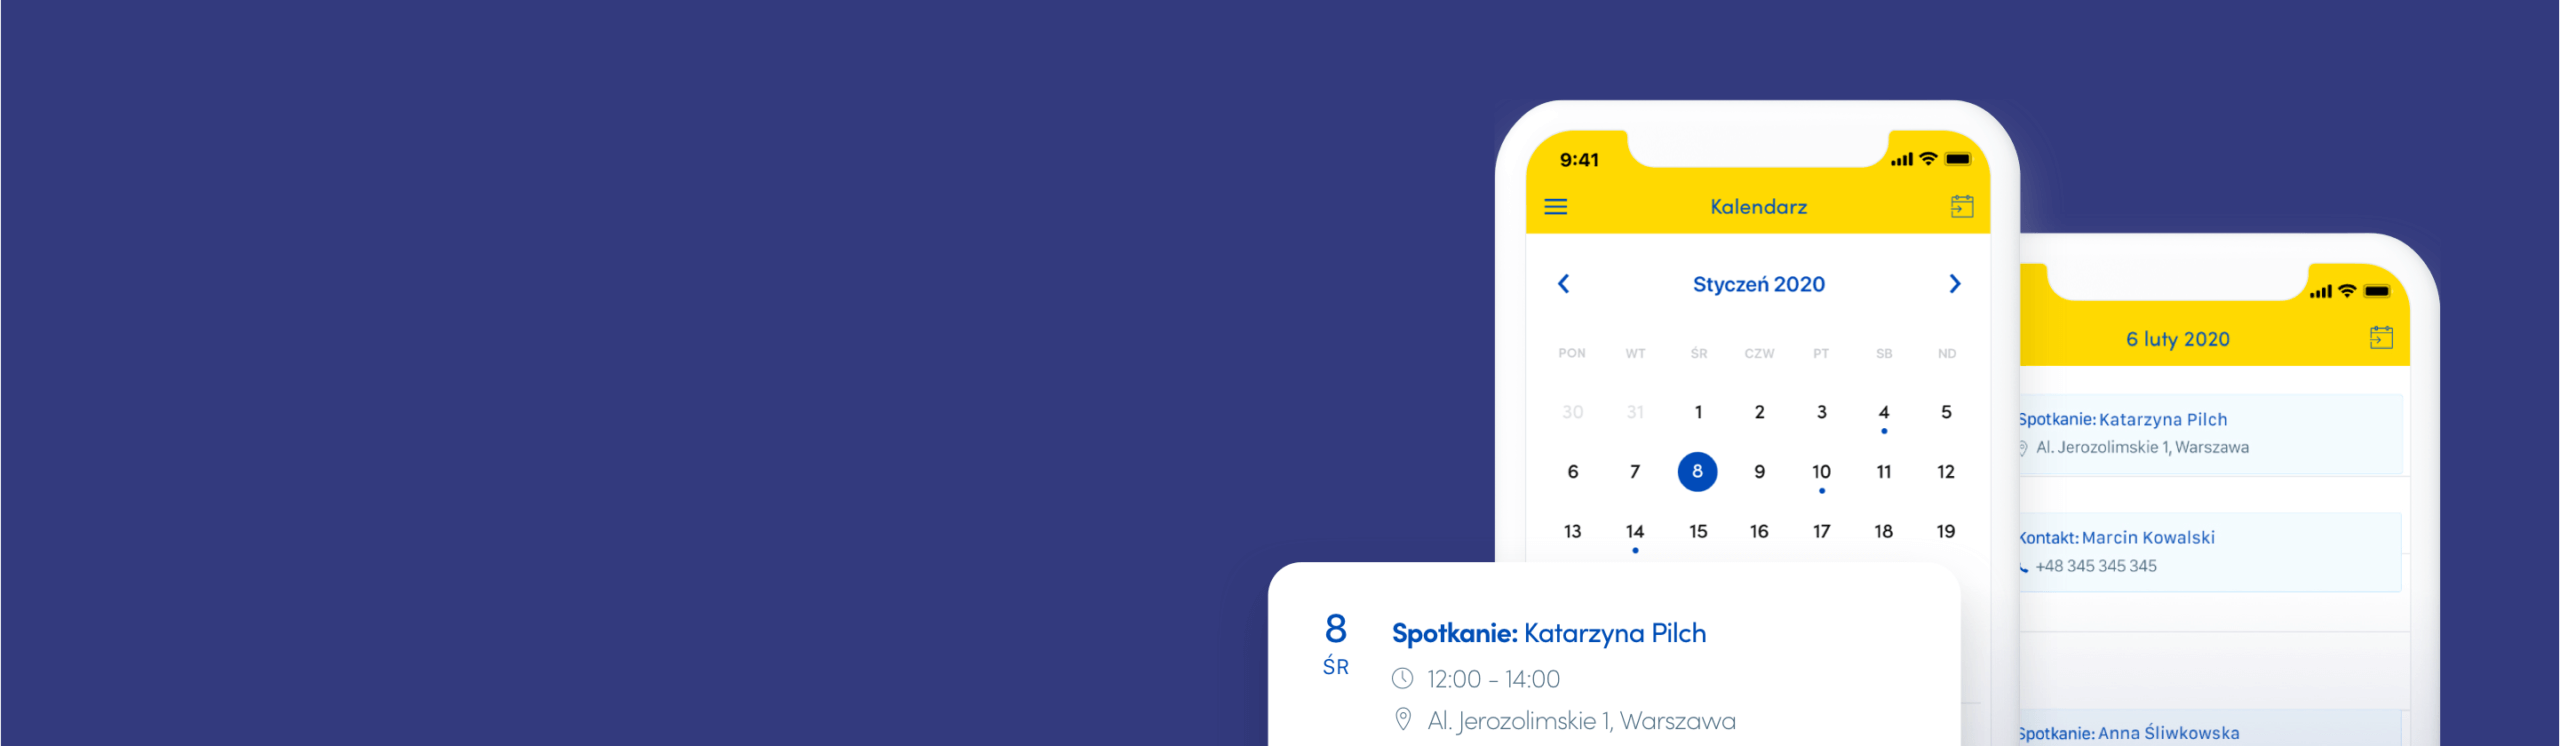 9:41
Kalendarz
Styczeń 2020
PON WT ŚR CZW PT SB ND
30 31 1 2 3 4 5
6 7 8 9 10 11 12
13 14 15 16 17 18 19
8
ŚR
Spotkanie: Katarzyna Pilch
12:00 - 14:00
Al. Jerozolimskie 1, Warszawa
6 luty 2020
Spotkanie: Katarzyna Pilch
Al. Jerozolimskie 1, Warszawa
Kontakt: Marcin Kowalski
+48 345 345 345
Spotkanie: Anna Śliwkowska